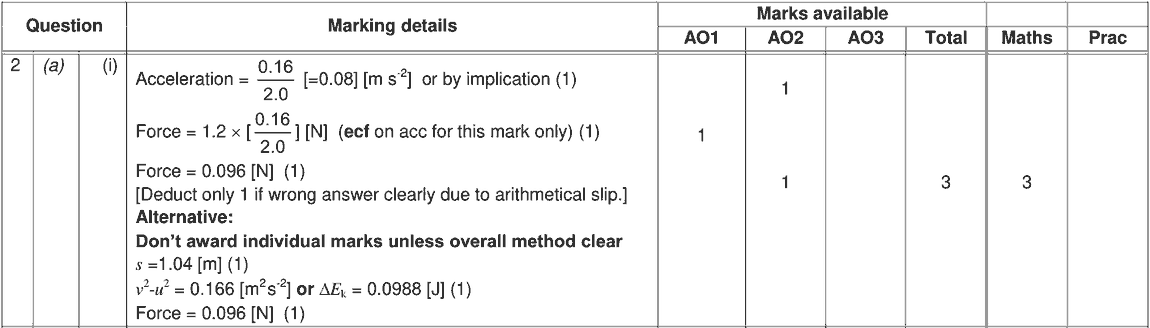 Question Marking details Marks available
AO1 AO2 AO3 Total Maths Prac
2 (a) (i) Acceleration = 0.16/2.0 [=0.08] [m s⁻²] or by implication (1) 1
Force = 1.2 × [0.16/2.0] [N] (ecf on acc for this mark only) (1) 1
Force = 0.096 [N] (1) 1 3 3
[Deduct only 1 if wrong answer clearly due to arithmetical slip.]
Alternative:
Don't award individual marks unless overall method clear
s =1.04 [m] (1)
v²-u² = 0.166 [m²s⁻²] or ΔEₖ = 0.0988 [J] (1)
Force = 0.096 [N] (1)